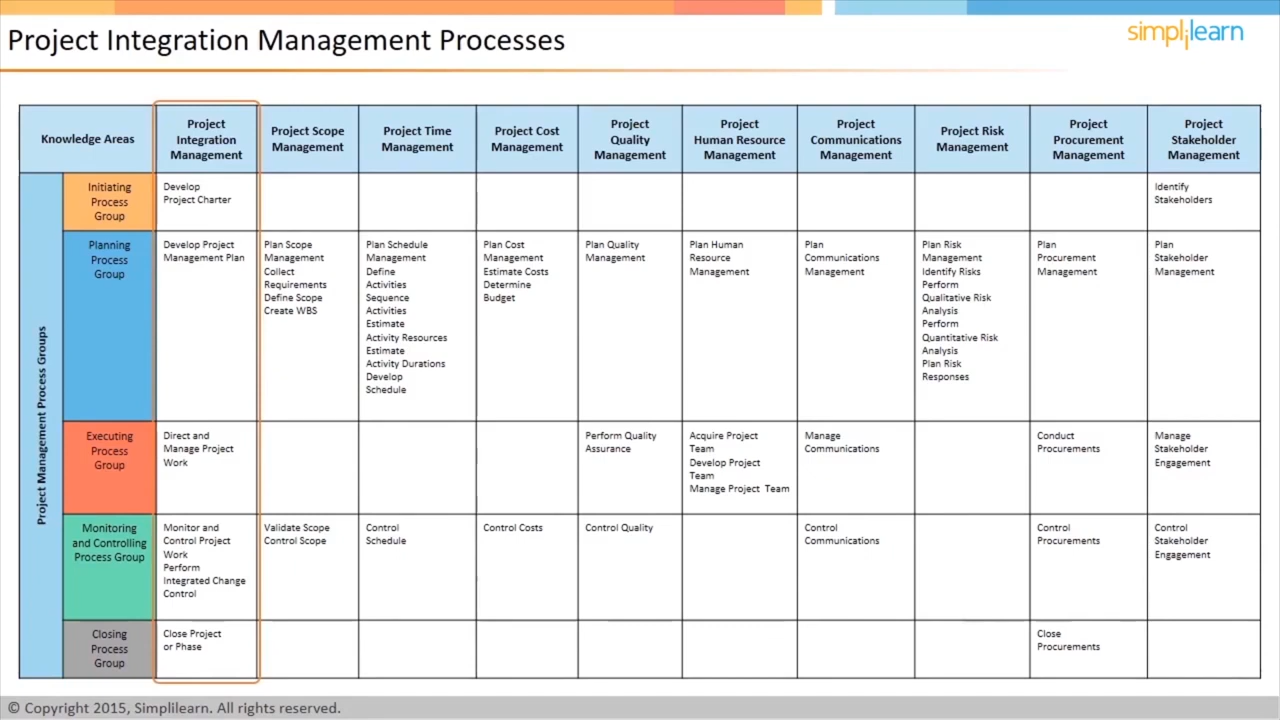 Project Integration Management Processes
simplilearn
Knowledge Areas
Project
Integration
Management
Project Scope
Management
Project Time
Management
Project Cost
Management
Project
Quality
Management
Project
Human Resource
Management
Project
Communications
Management
Project Risk
Management
Project
Procurement
Management
Project
Stakeholder
Management
Project Management Process Groups
Initiating
Process
Group
Develop
Project Charter
Identify
Stakeholders
Planning
Process
Group
Develop Project
Management Plan
Plan Scope
Management
Collect
Requirements
Define Scope
Create WBS
Plan Schedule
Management
Define
Activities
Sequence
Activities
Estimate
Activity Resources
Estimate
Activity Durations
Develop
Schedule
Plan Cost
Management
Estimate Costs
Determine
Budget
Plan Quality
Management
Plan Human
Resource
Management
Plan
Communications
Management
Plan Risk
Management
Identify Risks
Perform
Qualitative Risk
Analysis
Perform
Quantitative Risk
Analysis
Plan Risk
Responses
Plan
Procurement
Management
Plan
Stakeholder
Management
Executing
Process
Group
Direct and
Manage Project
Work
Perform Quality
Assurance
Acquire Project
Team
Develop Project
Team
Manage Project Team
Manage
Communications
Conduct
Procurements
Manage
Stakeholder
Engagement
Monitoring
and Controlling
Process Group
Monitor and
Control Project
Work
Perform
Integrated Change
Control
Validate Scope
Control Scope
Control
Schedule
Control Costs
Control Quality
Control
Communications
Control
Procurements
Control
Stakeholder
Engagement
Closing
Process
Group
Close Project
or Phase
Close
Procurements
© Copyright 2015, Simplilearn. All rights reserved.